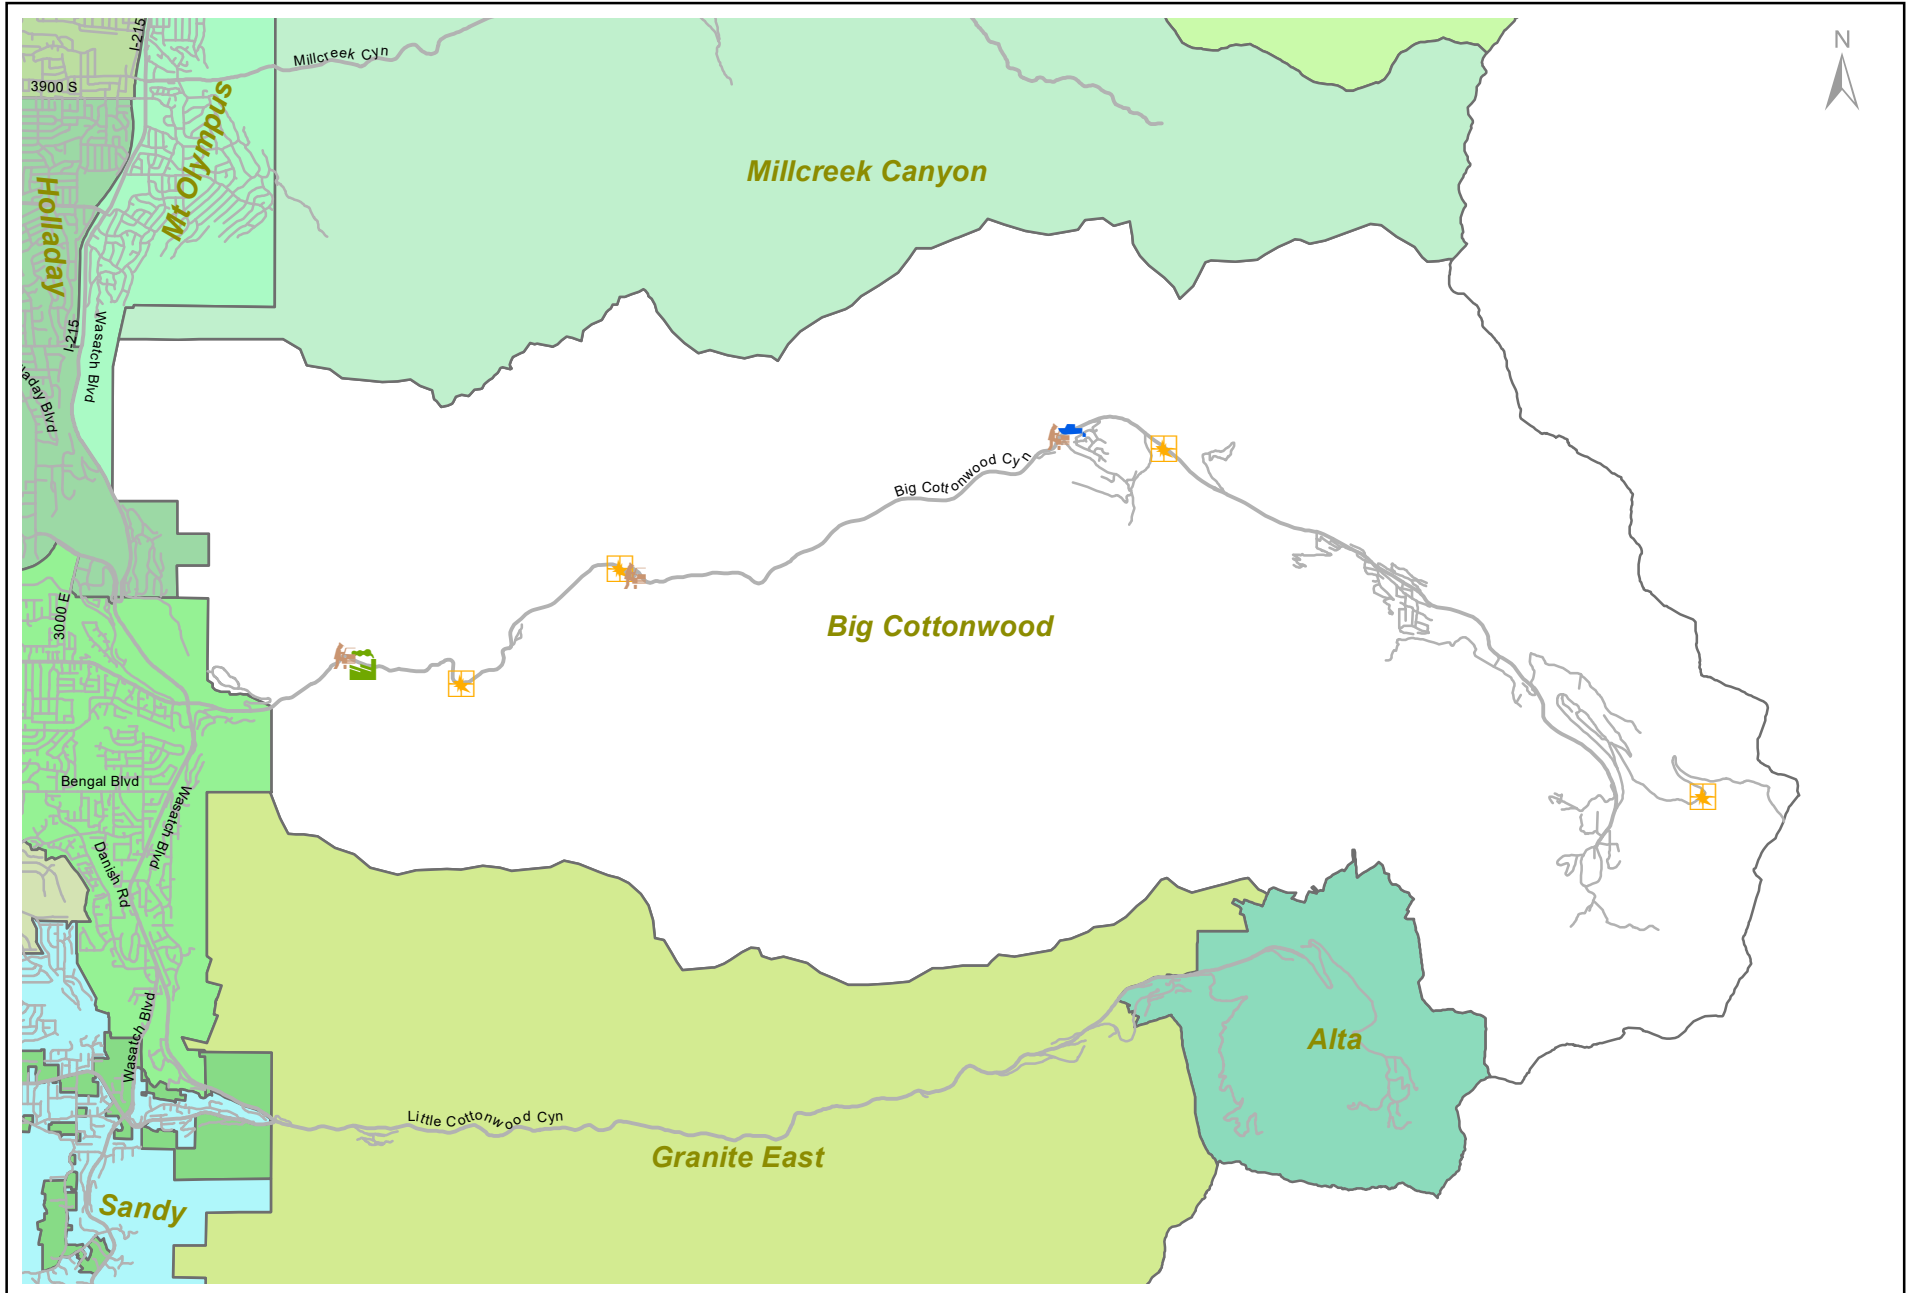 I-215
Millcreek Cyn
N
3900 S
Mt Olympus
Millcreek Canyon
Holladay
I-215
Wasatch Blvd
aday Blvd
Big Cottonwood Cyn
3000 E
Big Cottonwood
Bengal Blvd
Wasatch Blvd
Danish Rd
Wasatch Blvd
Alta
Little Cottonwood Cyn
Granite East
Sandy